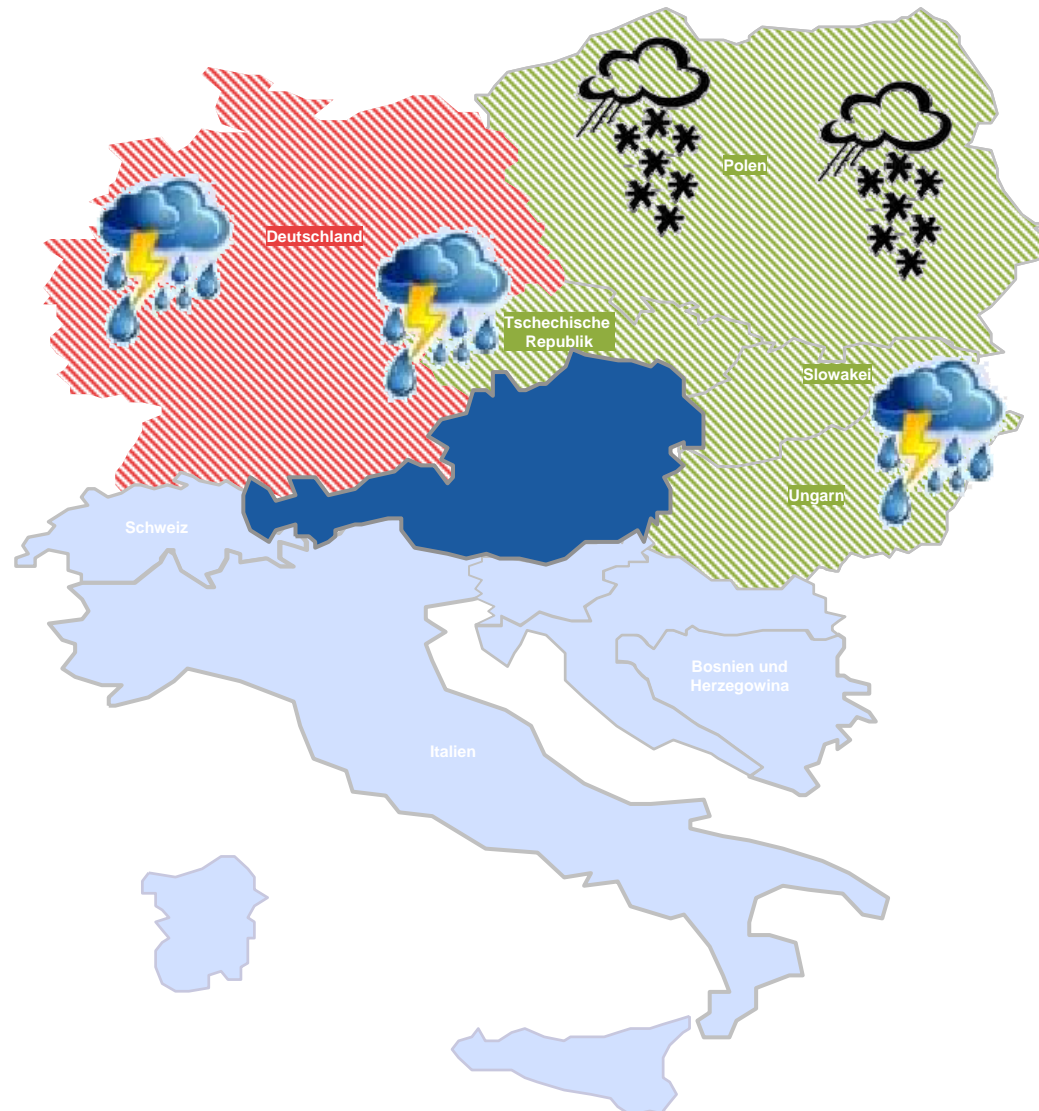 Polen
Deutschland
Tschechische
Republik
Slowakei
Ungarn
Schweiz
Bosnien und
Herzegowina
Italien